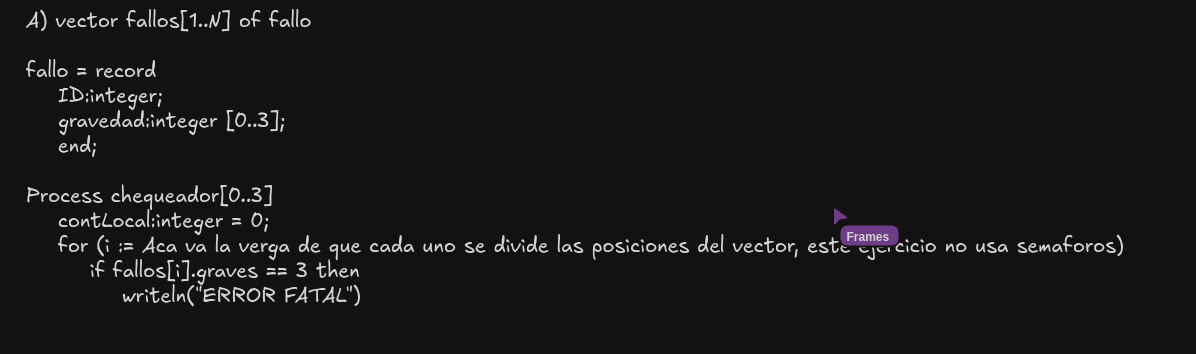 A) vector fallos[1..N] of fallo
fallo = record
ID:integer;
gravedad:integer [0..3];
end;
Process chequeador[0..3]
contLocal:integer = 0;
for (i := Aca va la verga de que cada uno se divide las posiciones del vector, este ejercicio no usa semaforos)
Frames
if fallos[i].graves == 3 then
writeln("ERROR FATAL")